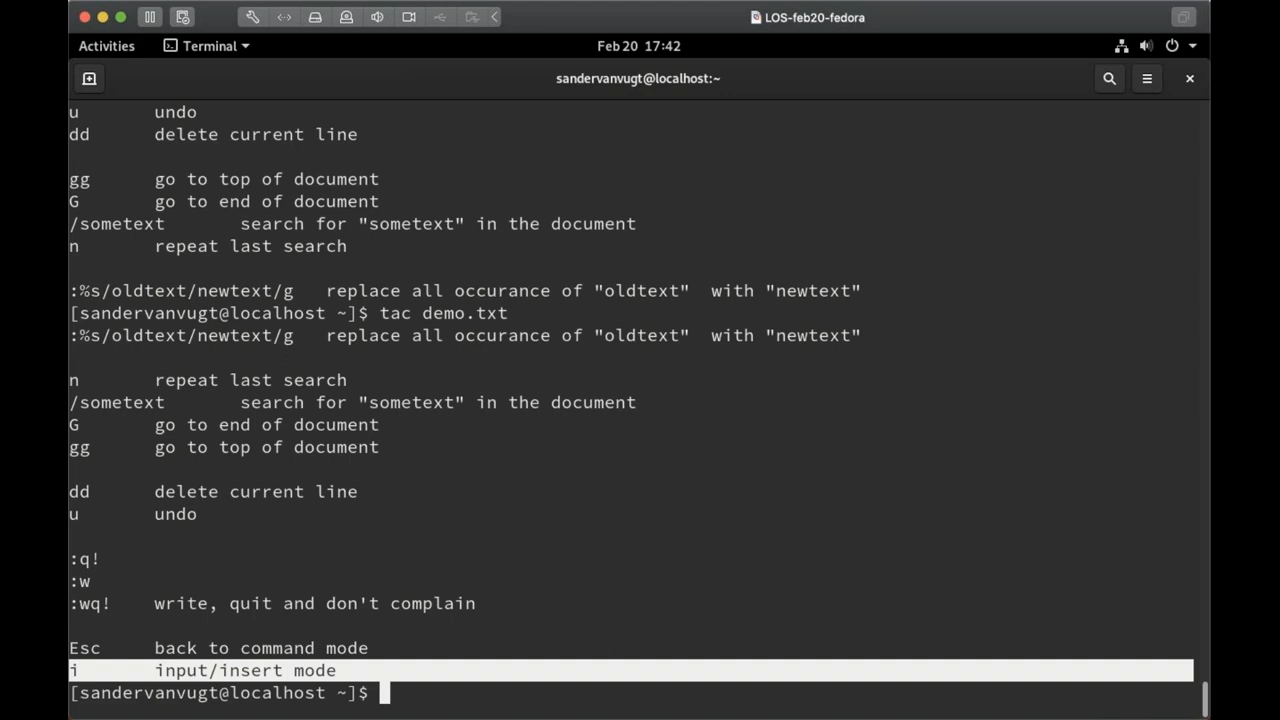 LOS-feb20-fedora
Activities Terminal Feb 20 17:42
sandervanvugt@localhost:~
u undo
dd delete current line
gg go to top of document
G go to end of document
/sometext search for "sometext" in the document
n repeat last search
:%s/oldtext/newtext/g replace all occurance of "oldtext" with "newtext"
[sandervanvugt@localhost ~]$ tac demo.txt
:%s/oldtext/newtext/g replace all occurance of "oldtext" with "newtext"
n repeat last search
/sometext search for "sometext" in the document
G go to end of document
gg go to top of document
dd delete current line
u undo
:q!
:w
:wq! write, quit and don't complain
Esc back to command mode
i input/insert mode
[sandervanvugt@localhost ~]$